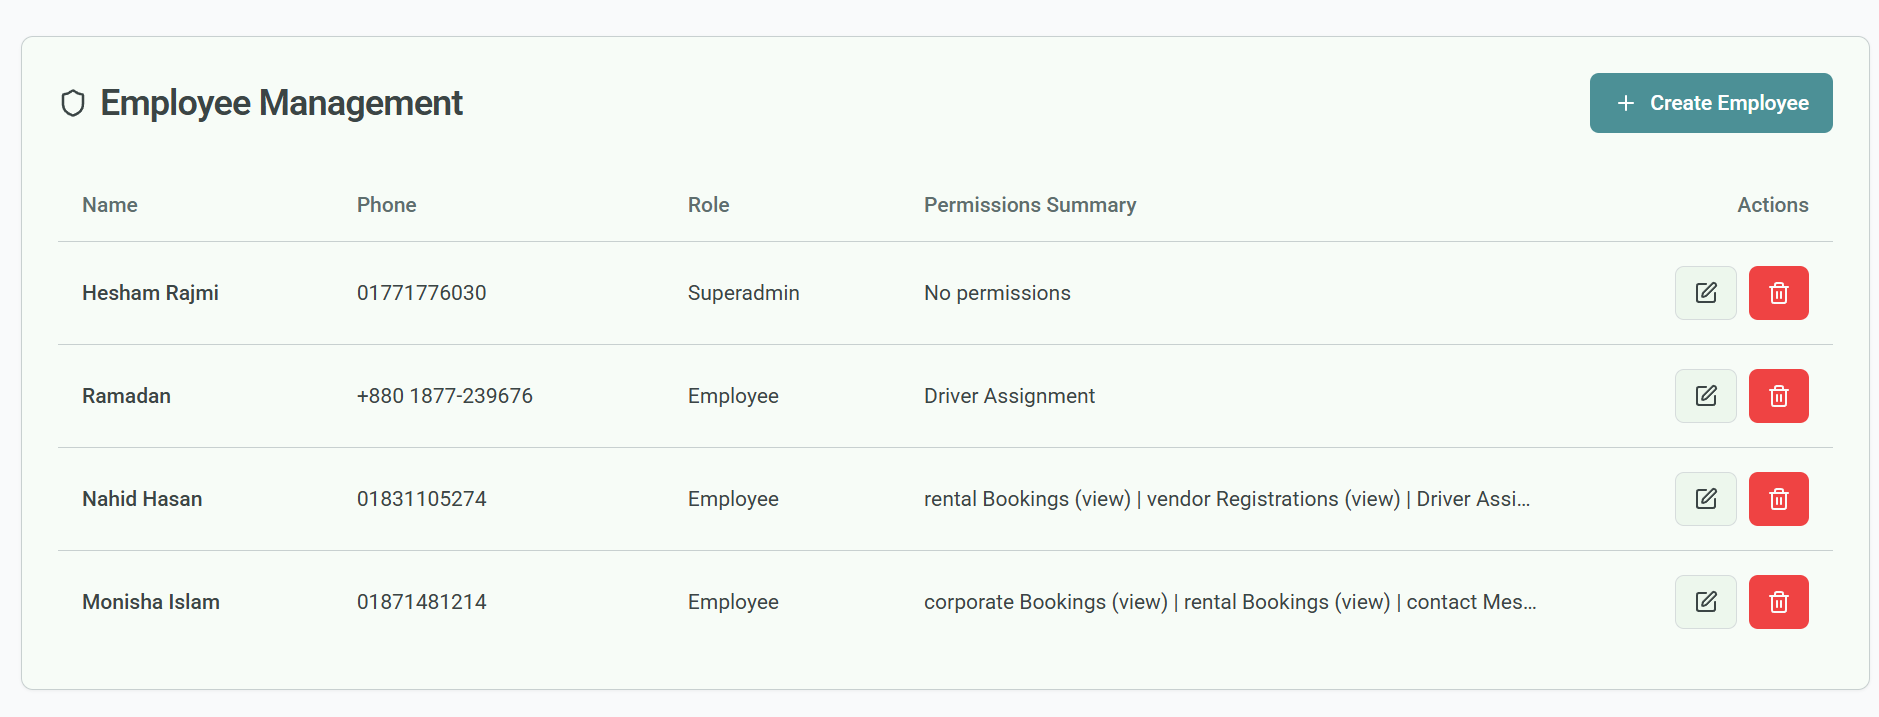 Employee Management
+ Create Employee
Name Phone Role Permissions Summary Actions
Hesham Rajmi 01771776030 Superadmin No permissions
Ramadan +880 1877-239676 Employee Driver Assignment
Nahid Hasan 01831105274 Employee rental Bookings (view) | vendor Registrations (view) | Driver Assi...
Monisha Islam 01871481214 Employee corporate Bookings (view) | rental Bookings (view) | contact Mes...